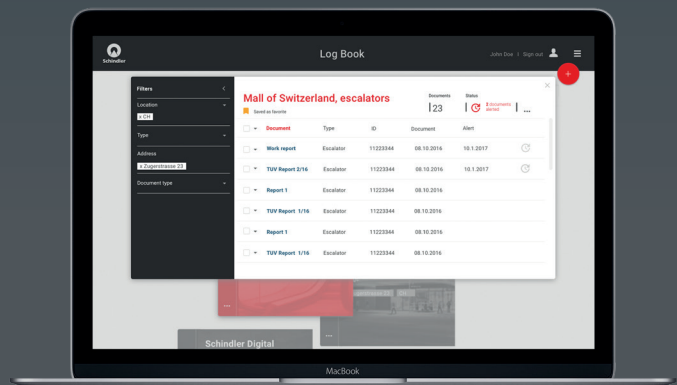 Schindler
Log Book
John Doe | Sign out
Filters
Location
x CH
Type
Address
x Zugerstrasse 23
Document type
Mall of Switzerland, escalators
Saved as favorite
Documents
23
Status
2 documents
alerted
...
Document Type ID Document Alert
Work report Escalator 11223344 08.10.2016 10.1.2017
TUV Report 2/16 Escalator 11223344 08.10.2016 10.1.2017
Report 1 Escalator 11223344 08.10.2016
TUV Report 1/16 Escalator 11223344 08.10.2016
Raport 1 Escalator 11223344 08.10.2016
TUV Report 1/16 Escalator 11223344 08.10.2016
Schindler Digital
MacBook